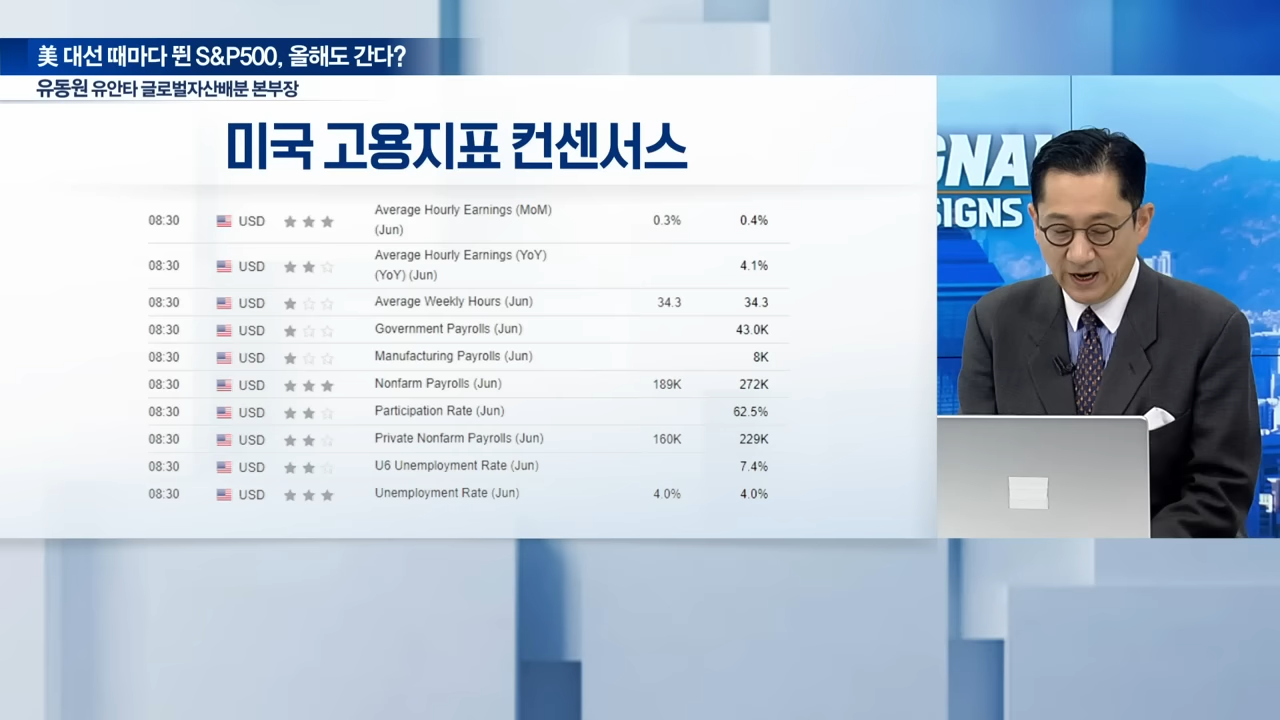 美 대선 때마다 뛴 S&P500, 올해도 간다?
유동원 유안타 글로벌자산배분 본부장
미국 고용지표 컨센서스
08:30 USD Average Hourly Earnings (MoM) (Jun) 0.3% 0.4%
08:30 USD Average Hourly Earnings (YoY) (YoY) (Jun) 4.1%
08:30 USD Average Weekly Hours (Jun) 34.3 34.3
08:30 USD Government Payrolls (Jun) 43.0K
08:30 USD Manufacturing Payrolls (Jun) 8K
08:30 USD Nonfarm Payrolls (Jun) 189K 272K
08:30 USD Participation Rate (Jun) 62.5%
08:30 USD Private Nonfarm Payrolls (Jun) 160K 229K
08:30 USD U6 Unemployment Rate (Jun) 7.4%
08:30 USD Unemployment Rate (Jun) 4.0% 4.0%
GNA
SIGNS